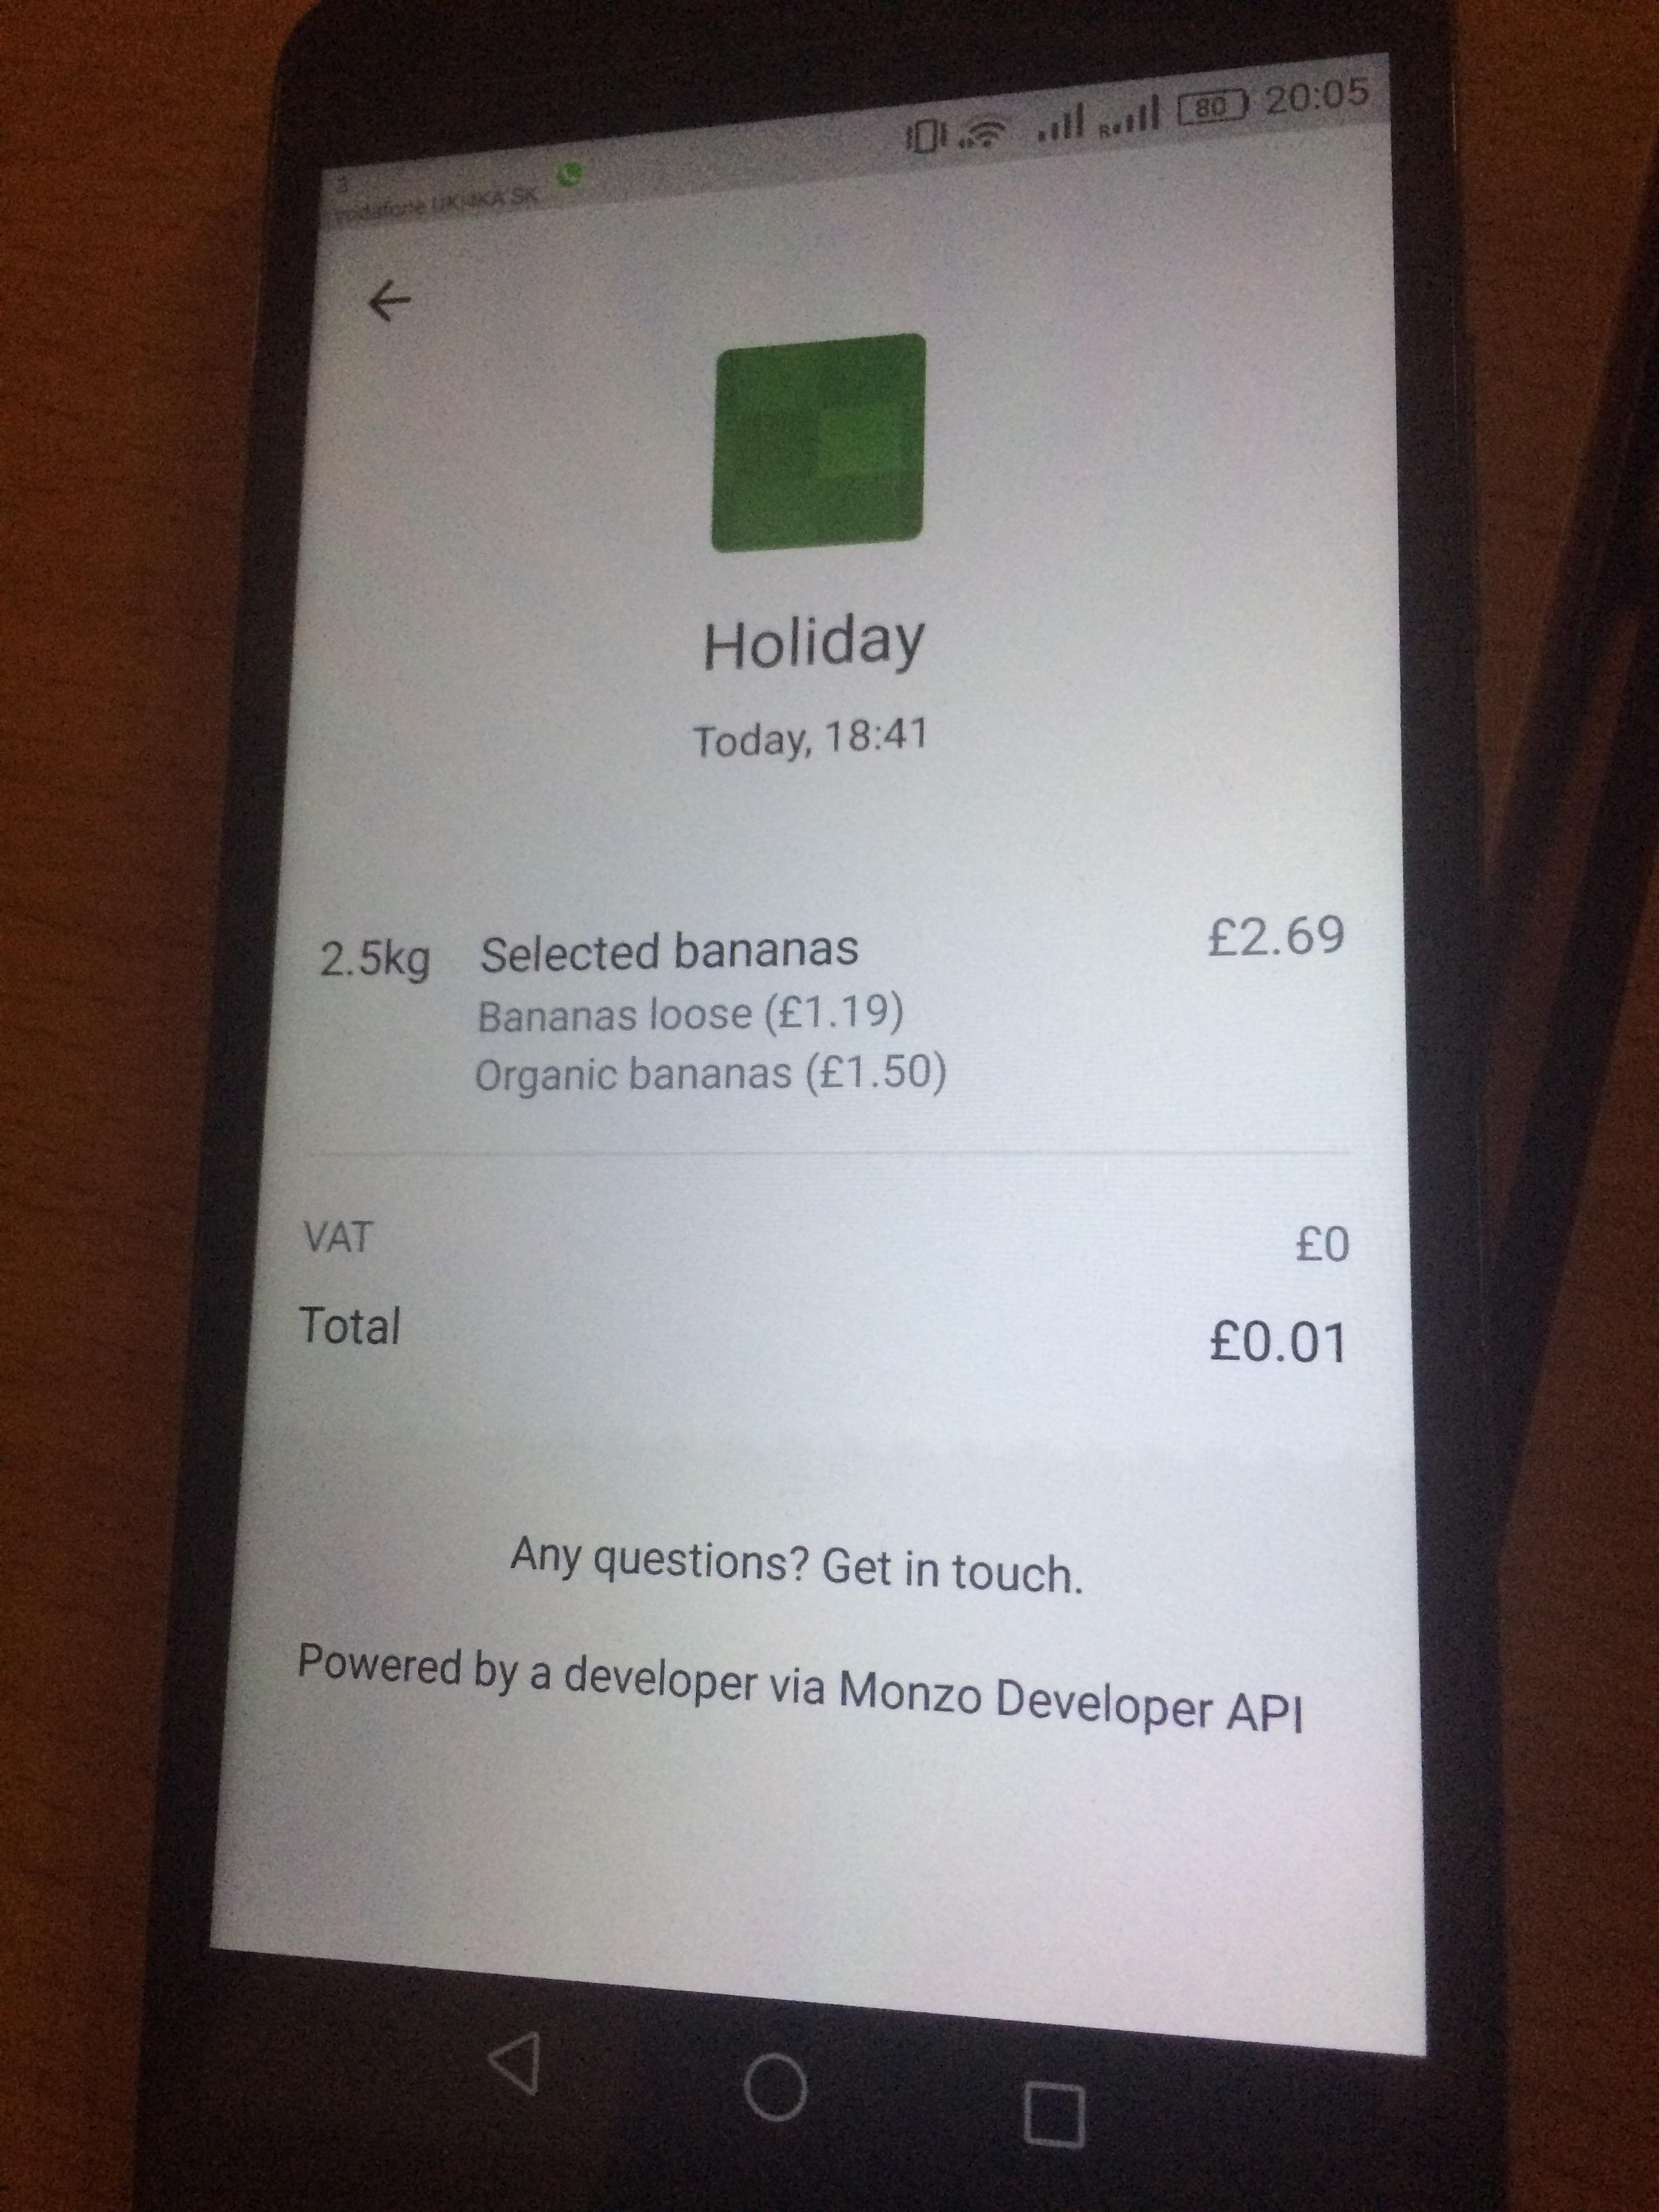 80 20:05
3
vodafone UK|4KA SK
Holiday
Today, 18:41
2.5kg Selected bananas £2.69
Bananas loose (£1.19)
Organic bananas (£1.50)
VAT £0
Total £0.01
Any questions? Get in touch.
Powered by a developer via Monzo Developer API